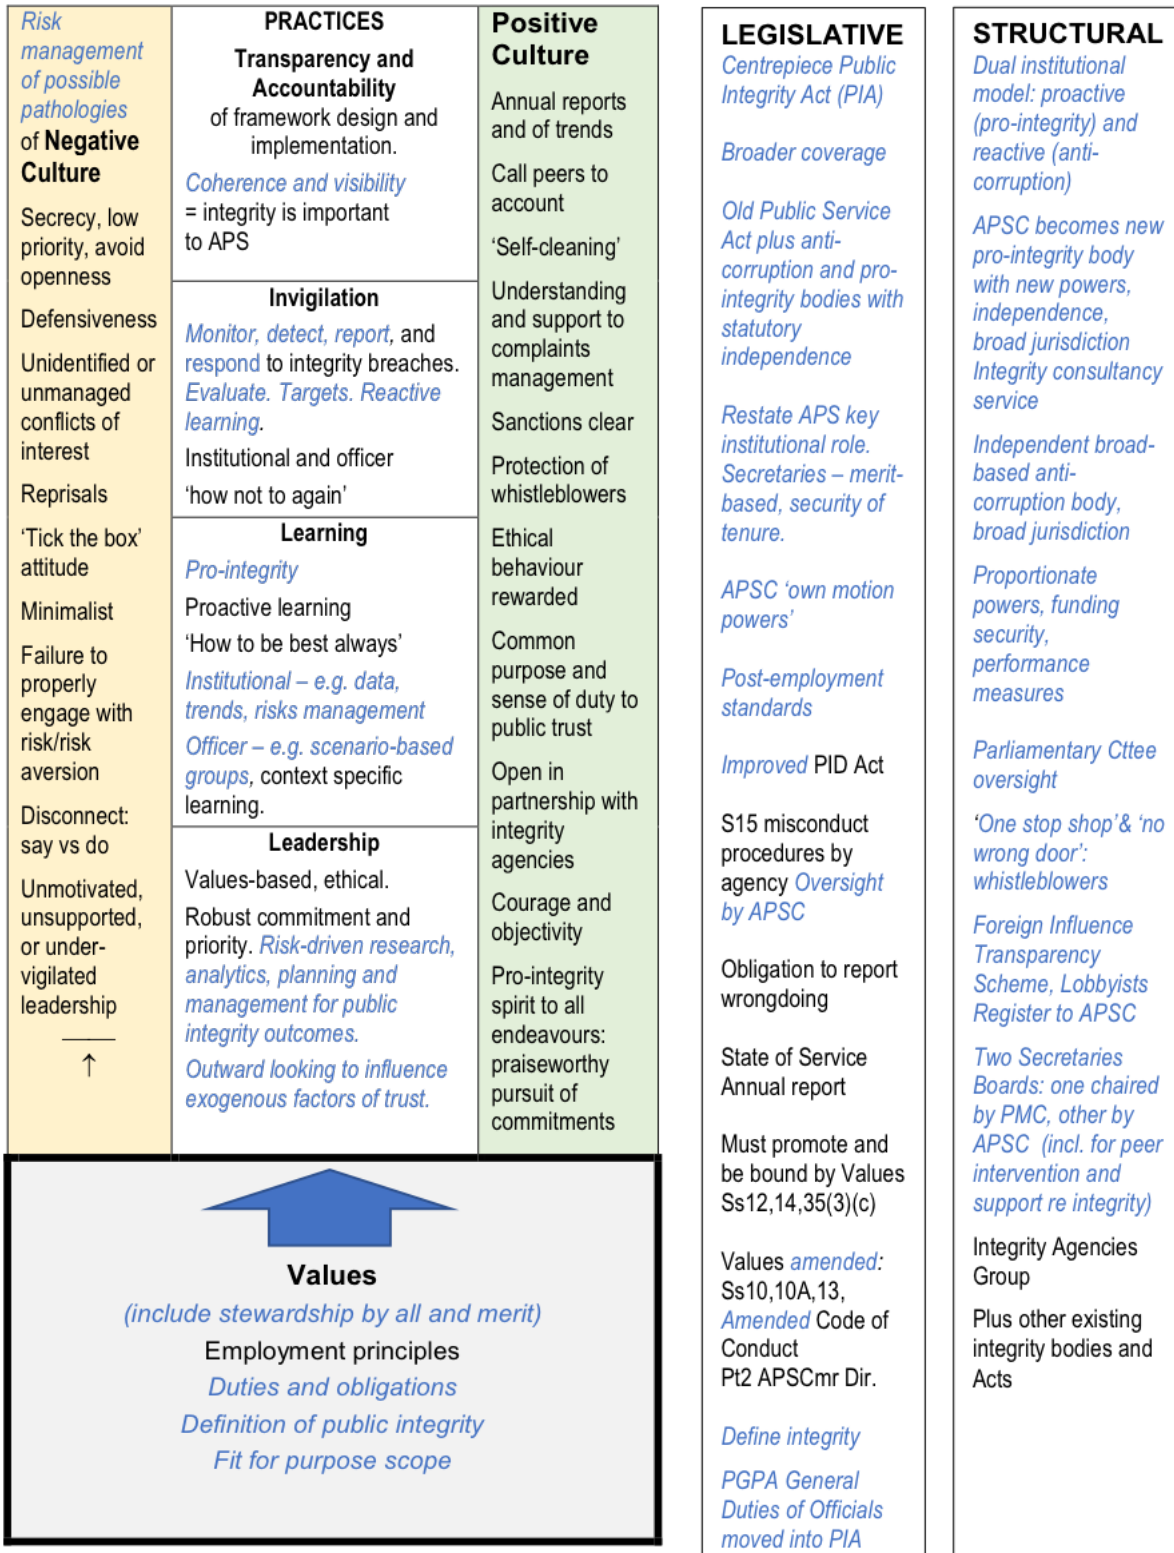 Risk
management
of possible
pathologies
of Negative
Culture
Secrecy, low
priority, avoid
openness
Defensiveness
Unidentified or
unmanaged
conflicts of
interest
Reprisals
‘Tick the box’
attitude
Minimalist
Failure to
properly
engage with
risk/risk
aversion
Disconnect:
say vs do
Unmotivated,
unsupported,
or under-
vigilated
leadership
↑
PRACTICES
Transparency and
Accountability
of framework design and
implementation.
Coherence and visibility
= integrity is important
to APS
Invigilation
Monitor, detect, report, and
respond to integrity breaches.
Evaluate. Targets. Reactive
learning.
Institutional and officer
‘how not to again’
Learning
Pro-integrity
Proactive learning
‘How to be best always’
Institutional – e.g. data,
trends, risks management
Officer – e.g. scenario-based
groups, context specific
learning.
Leadership
Values-based, ethical.
Robust commitment and
priority. Risk-driven research,
analytics, planning and
management for public
integrity outcomes.
Outward looking to influence
exogenous factors of trust.
Positive
Culture
Annual reports
and of trends
Call peers to
account
‘Self-cleaning’
Understanding
and support to
complaints
management
Sanctions clear
Protection of
whistleblowers
Ethical
behaviour
rewarded
Common
purpose and
sense of duty to
public trust
Open in
partnership with
integrity
agencies
Courage and
objectivity
Pro-integrity
spirit to all
endeavours:
praiseworthy
pursuit of
commitments
Values
(include stewardship by all and merit)
Employment principles
Duties and obligations
Definition of public integrity
Fit for purpose scope
LEGISLATIVE
Centrepiece Public
Integrity Act (PIA)
Broader coverage
Old Public Service
Act plus anti-
corruption and pro-
integrity bodies with
statutory
independence
Restate APS key
institutional role.
Secretaries – merit-
based, security of
tenure.
APSC ‘own motion
powers’
Post-employment
standards
Improved PID Act
S15 misconduct
procedures by
agency Oversight
by APSC
Obligation to report
wrongdoing
State of Service
Annual report
Must promote and
be bound by Values
Ss12,14,35(3)(c)
Values amended:
Ss10,10A,13,
Amended Code of
Conduct
Pt2 APSCmr Dir.
Define integrity
PGPA General
Duties of Officials
moved into PIA
STRUCTURAL
Dual institutional
model: proactive
(pro-integrity) and
reactive (anti-
corruption)
APSC becomes new
pro-integrity body
with new powers,
independence,
broad jurisdiction
Integrity consultancy
service
Independent broad-
based anti-
corruption body,
broad jurisdiction
Proportionate
powers, funding
security,
performance
measures
Parliamentary Cttee
oversight
‘One stop shop’& ‘no
wrong door’:
whistleblowers
Foreign Influence
Transparency
Scheme, Lobbyists
Register to APSC
Two Secretaries
Boards: one chaired
by PMC, other by
APSC (incl. for peer
intervention and
support re integrity)
Integrity Agencies
Group
Plus other existing
integrity bodies and
Acts